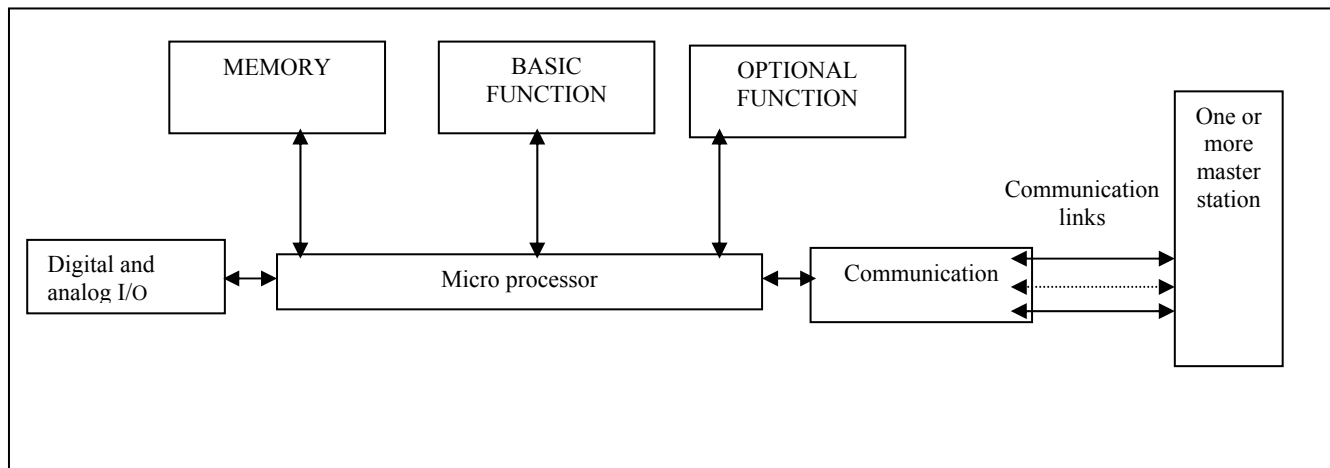 MEMORY
BASIC
FUNCTION
OPTIONAL
FUNCTION
One or
more
master
station
Communication
links
Digital and
analog I/O
Micro processor
Communication